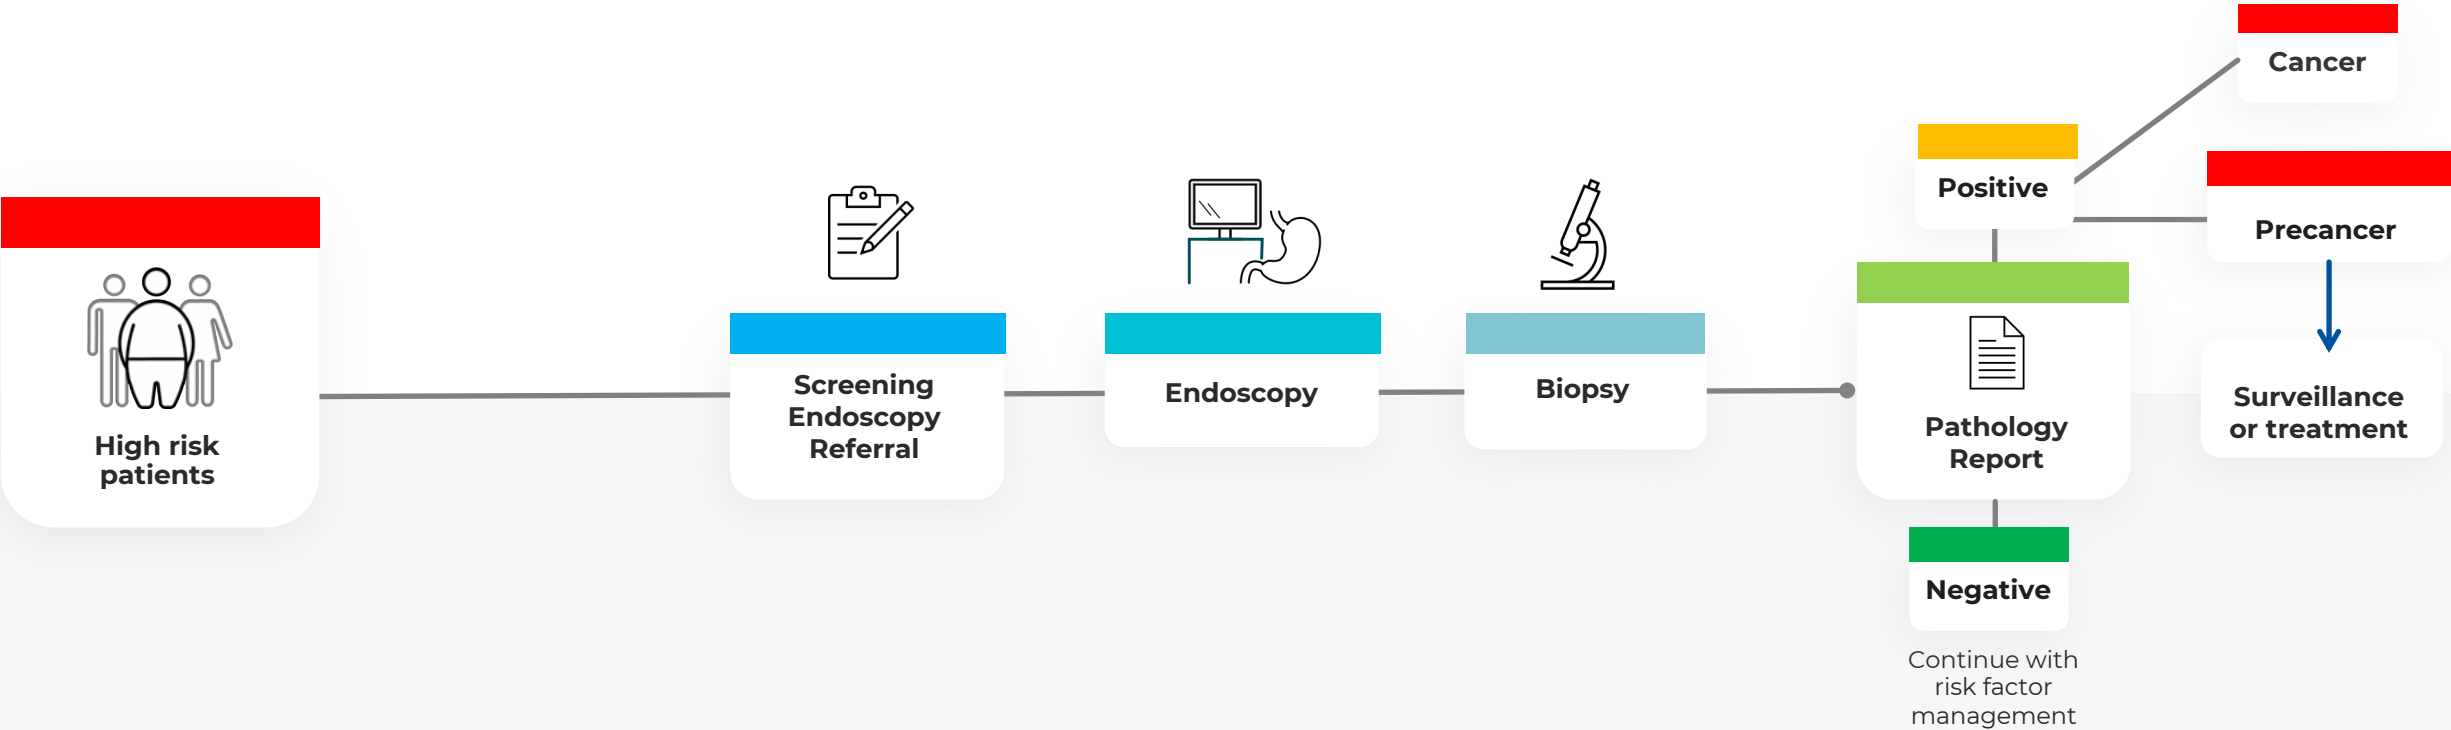 High risk
patients
Screening
Endoscopy
Referral
Endoscopy
Biopsy
Pathology
Report
Positive
Cancer
Precancer
Surveillance
or treatment
Negative
Continue with
risk factor
management